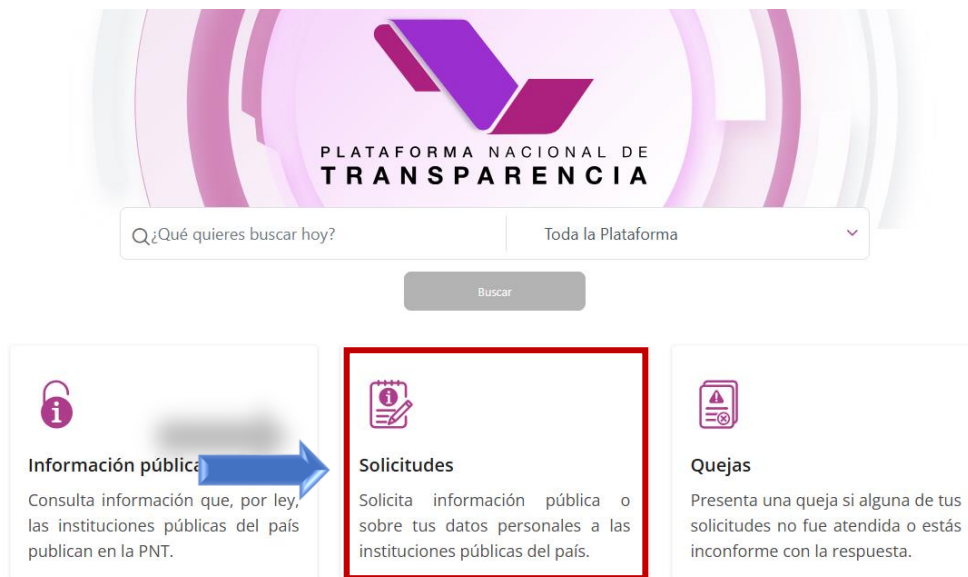 PLATAFORMA NACIONAL DE
TRANSPARENCIA
¿Qué quieres buscar hoy?
Toda la Plataforma
Buscar
Información pública
Consulta información que, por ley,
las instituciones públicas del país
publican en la PNT.
Solicitudes
Solicita información pública o
sobre tus datos personales a las
instituciones públicas del país.
Quejas
Presenta una queja si alguna de tus
solicitudes no fue atendida o estás
inconforme con la respuesta.